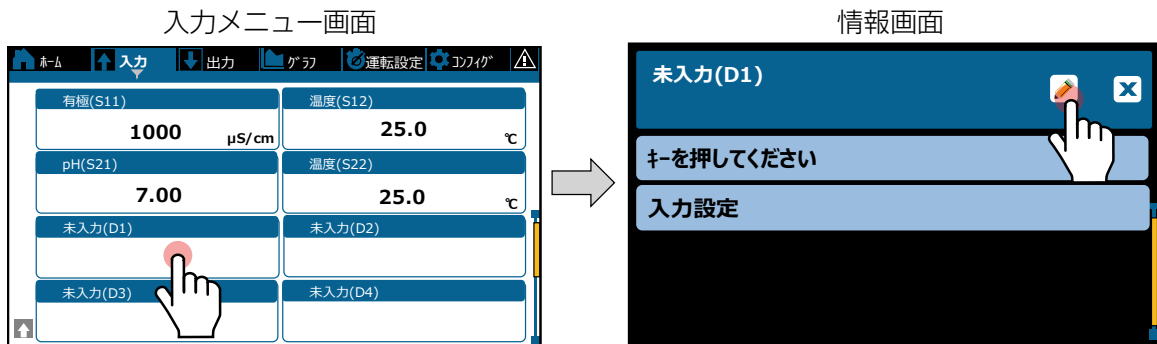 入力メニュー画面
情報画面
ホーム 入力 出力 グラフ 運転設定 コンフィグ
有極(S11)
温度(S12)
1000 µS/cm
25.0 ℃
pH(S21)
温度(S22)
7.00
25.0 ℃
未入力(D1)
未入力(D2)
未入力(D3)
未入力(D4)
未入力(D1)
X
キーを押してください
入力設定